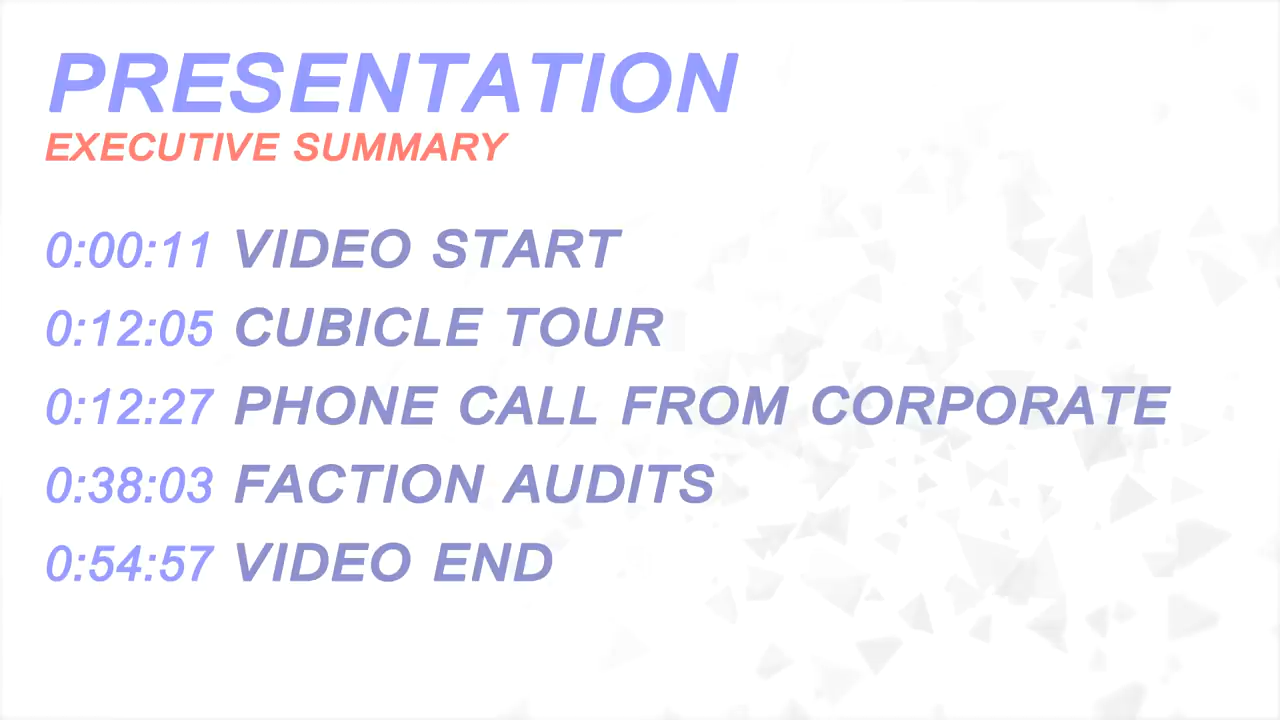 PRESENTATION
EXECUTIVE SUMMARY
0:00:11 VIDEO START
0:12:05 CUBICLE TOUR
0:12:27 PHONE CALL FROM CORPORATE
0:38:03 FACTION AUDITS
0:54:57 VIDEO END